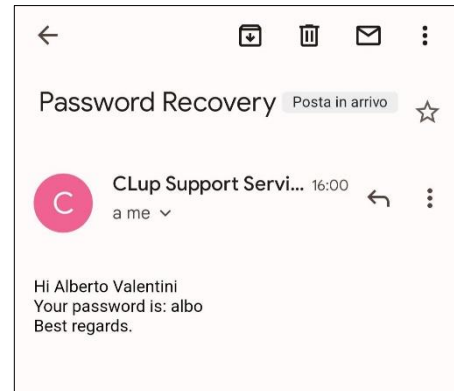 Password Recovery Posta in arrivo
C
CLup Support Servi... 16:00
a me
Hi Alberto Valentini
Your password is: albo
Best regards.